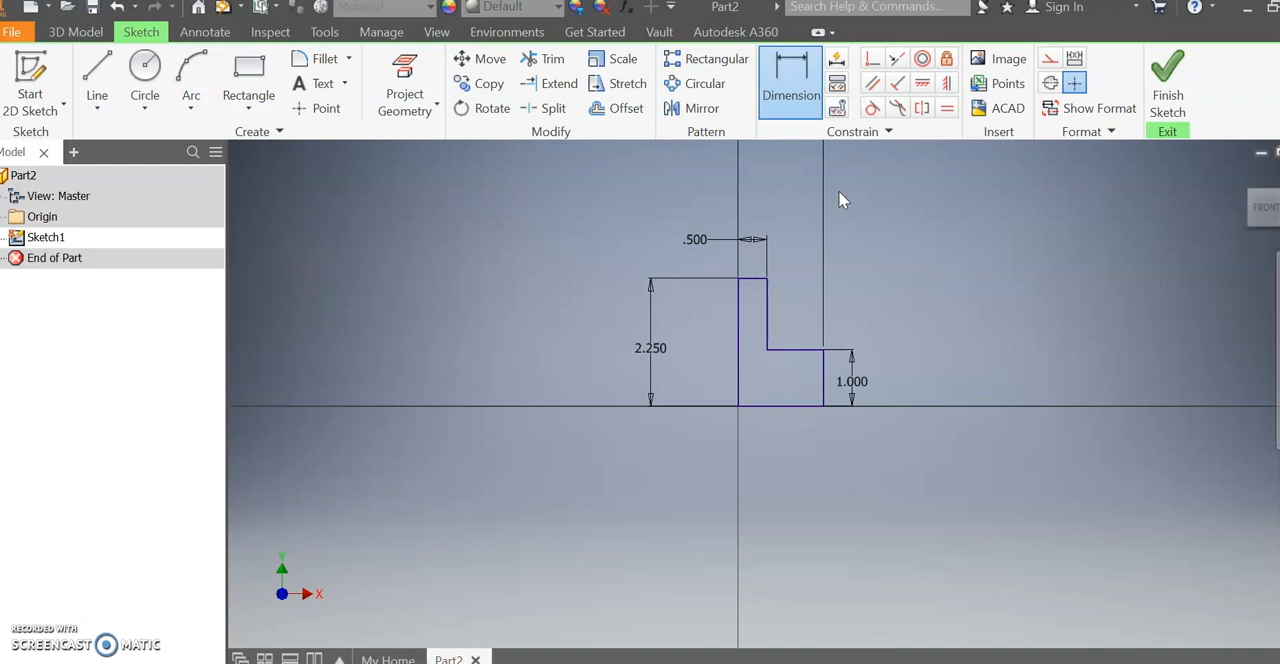 Material
Default
Part2
Search Help & Commands...
Sign In
File
3D Model
Sketch
Annotate
Inspect
Tools
Manage
View
Environments
Get Started
Vault
Autodesk A360
Start
2D Sketch
Line
Circle
Arc
Rectangle
Fillet
Text
Point
Project
Geometry
Move
Copy
Rotate
Trim
Extend
Split
Scale
Stretch
Offset
Rectangular
Circular
Mirror
Dimension
Image
Points
ACAD
Show Format
Finish
Sketch
Sketch
Create
Modify
Pattern
Constrain
Insert
Format
Exit
Model
Part2
View: Master
Origin
Sketch1
End of Part
FRONT
.500
2.250
1.000
Y
X
RECORDED WITH
SCREENCAST MATIC
My Home
Part2